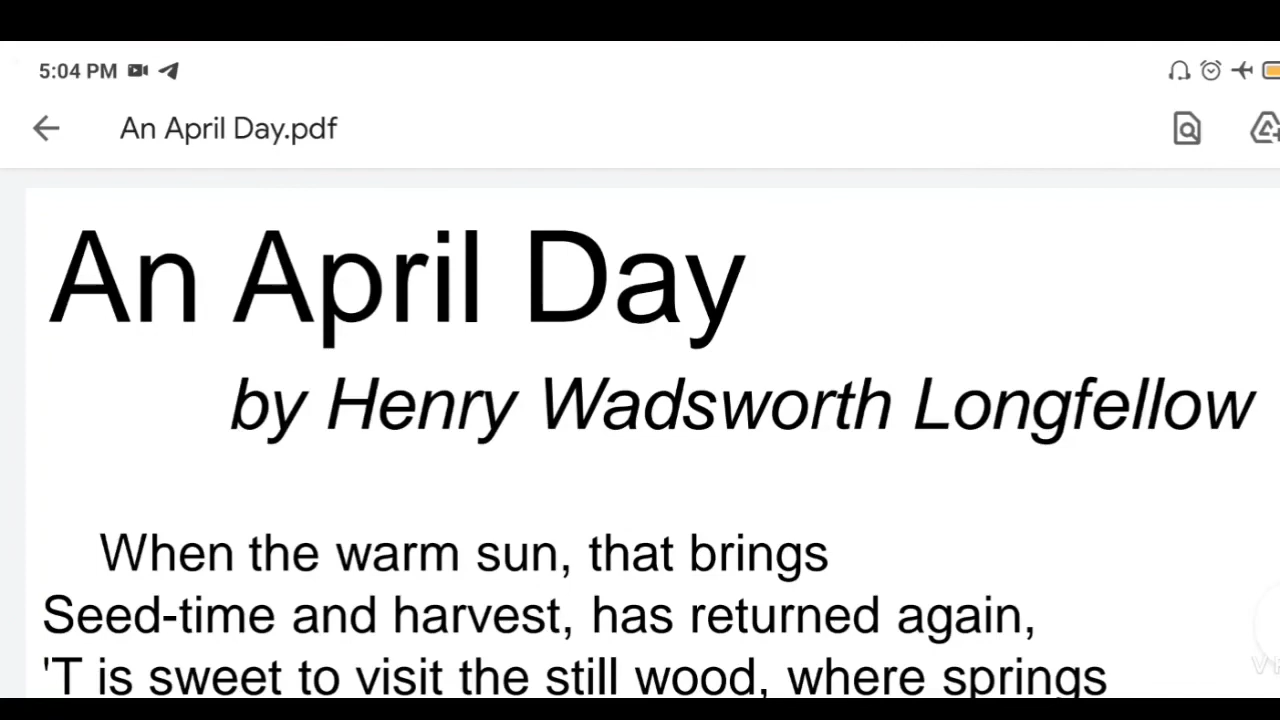 5:04 PM
An April Day.pdf
An April Day
by Henry Wadsworth Longfellow
When the warm sun, that brings
Seed-time and harvest, has returned again,
'T is sweet to visit the still wood, where springs